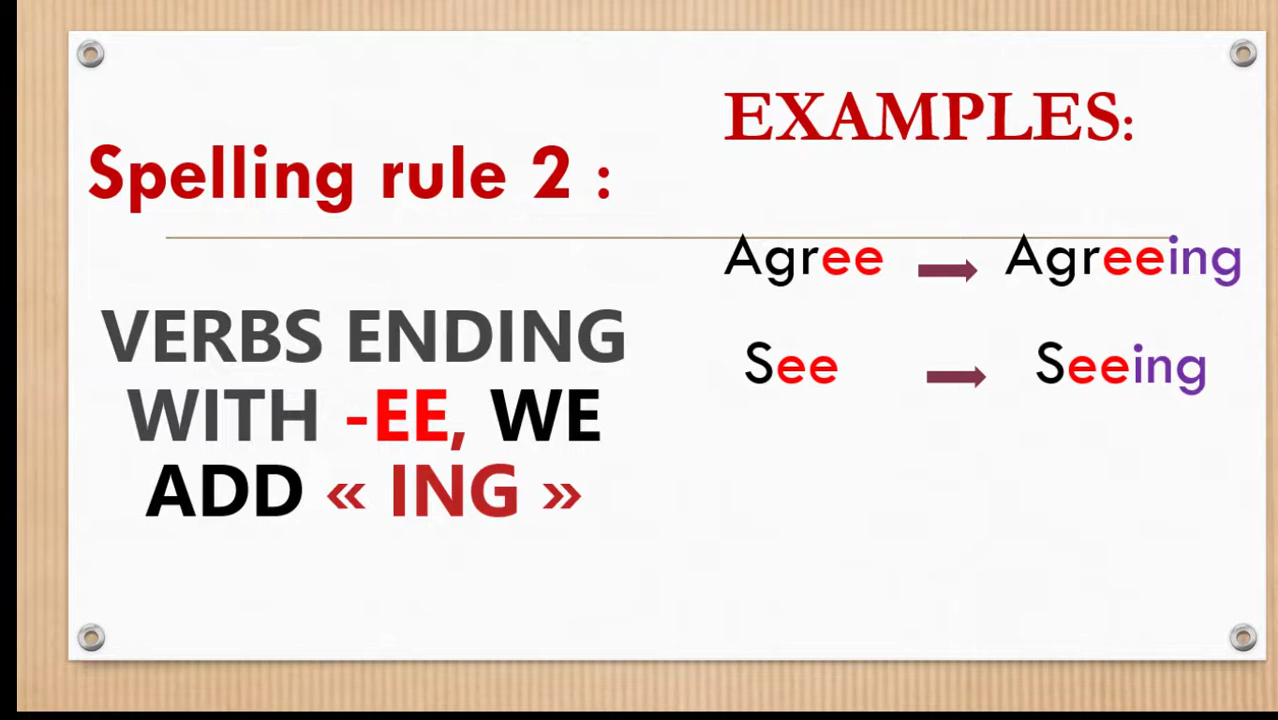 Spelling rule 2 :
VERBS ENDING
WITH -EE, WE
ADD « ING »
EXAMPLES:
Agree → Agreeing
See → Seeing